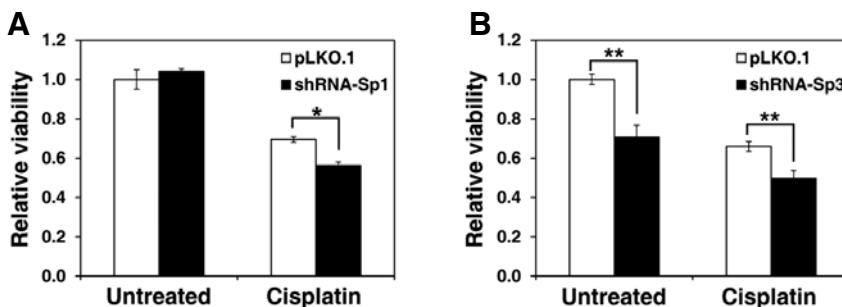 A
Relative viability
1.2
1.0
0.8
0.6
0.4
0.2
0.0
pLKO.1
shRNA-Sp1
*
Untreated
Cisplatin
B
Relative viability
1.2
1.0
0.8
0.6
0.4
0.2
0.0
pLKO.1
shRNA-Sp3
**
**
Untreated
Cisplatin